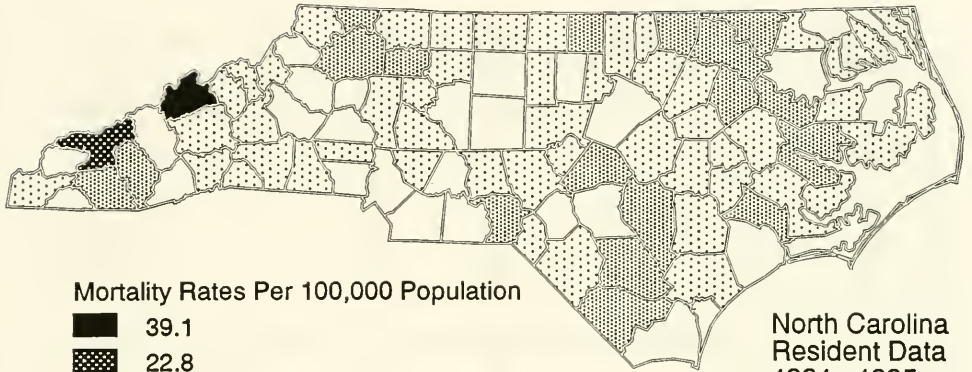 Mortality Rates Per 100,000 Population
39.1
22.8
North Carolina
Resident Data